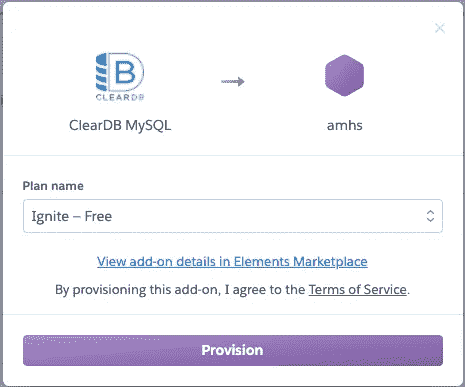 CLEARDB
ClearDB MySQL
amhs
Plan name
Ignite – Free
View add-on details in Elements Marketplace
By provisioning this add-on, I agree to the Terms of Service.
Provision